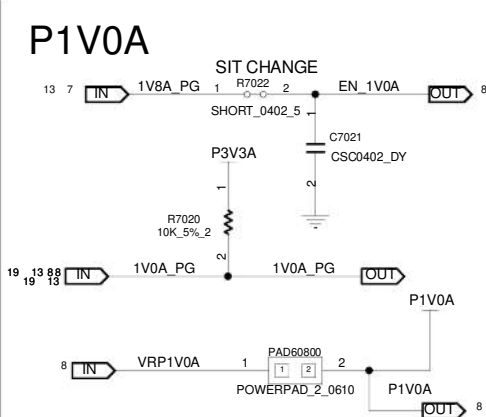 P1V0A
SIT CHANGE
R7022
13 7 IN 1V8A_PG 1 2 EN_1V0A OUT 8
SHORT_0402_5
1
C7021
CSC0402_DY
2
P3V3A
1
R7020
10K_5%_2
2
19 13 8 8 IN 1V0A_PG 1V0A_PG OUT
19 13
P1V0A
PAD60800
8 IN VRP1V0A 1 1 2 2
POWERPAD_2_0610
P1V0A
OUT 8